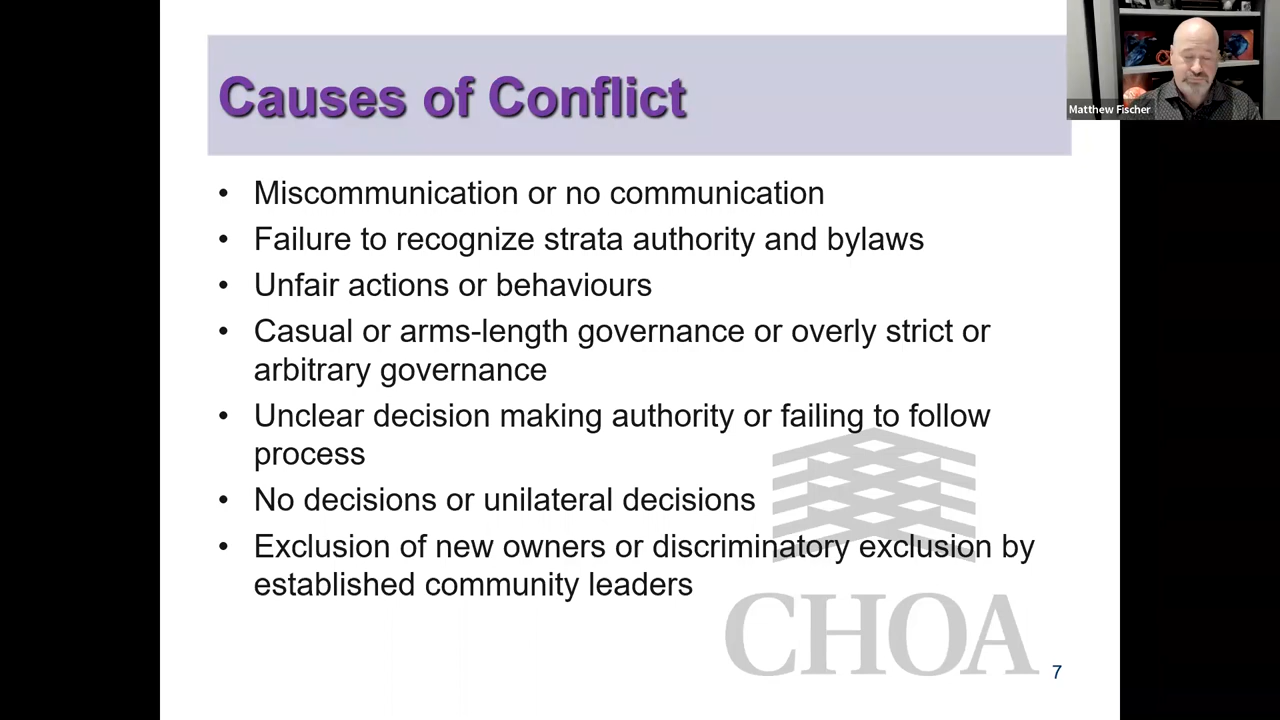 Causes of Conflict
Matthew Fischer
• Miscommunication or no communication
• Failure to recognize strata authority and bylaws
• Unfair actions or behaviours
• Casual or arms-length governance or overly strict or
arbitrary governance
• Unclear decision making authority or failing to follow
process
• No decisions or unilateral decisions
• Exclusion of new owners or discriminatory exclusion by
established community leaders
CHOA
7